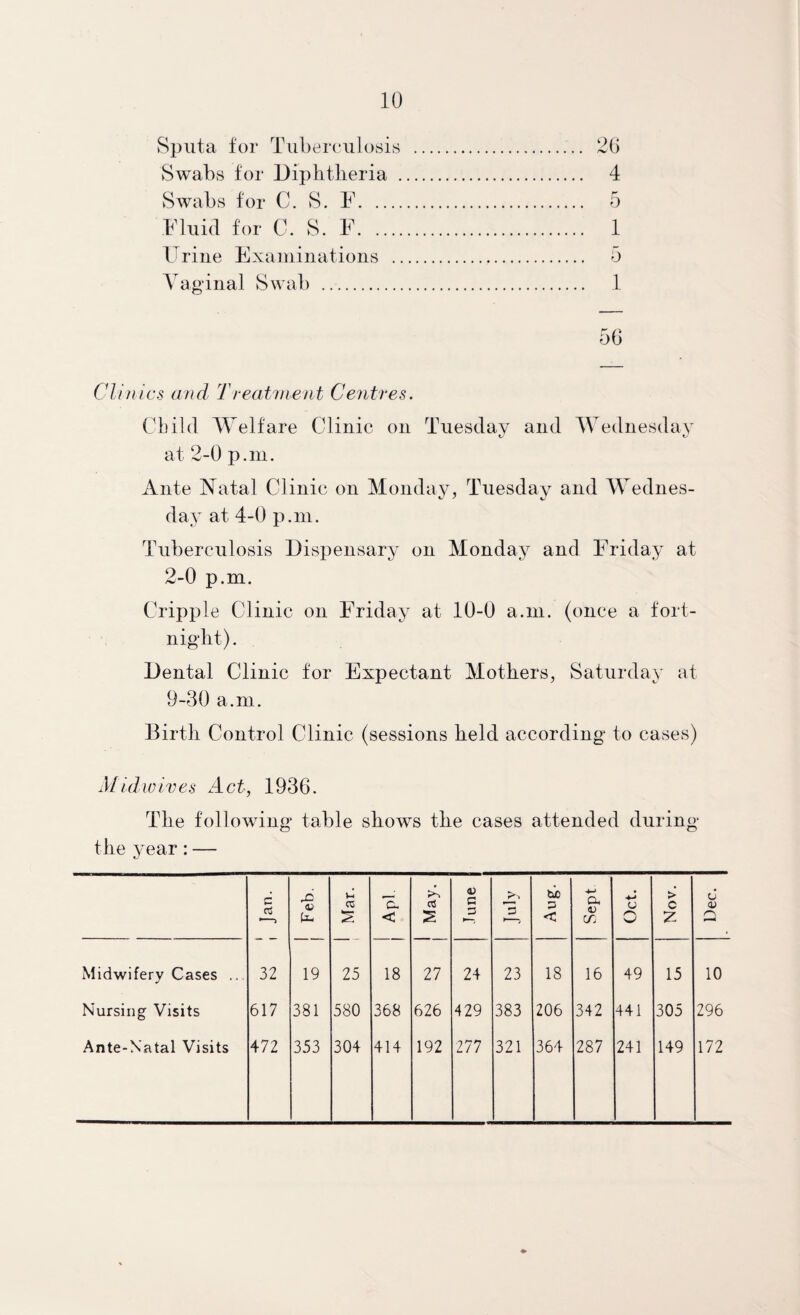 10
Sputa for Tuberculosis ........................ 26
Swabs for Diphtheria ........................ 4
Swabs for C. S. F. ........................ 5
Fluid for C. S. F. ........................ 1
Urine Examinations ........................ 5
Vaginal Swab ........................ 1
56
Clinics and Treatment Centres.
Child Welfare Clinic on Tuesday and Wednesday
at 2-0 p.m.
Ante Natal Clinic on Monday, Tuesday and Wednes-
day at 4-0 p.m.
Tuberculosis Dispensary on Monday and Friday at
2-0 p.m.
Cripple Clinic on Friday at 10-0 a.m. (once a fort-
night).
Dental Clinic for Expectant Mothers, Saturday at
9-30 a.m.
Birth Control Clinic (sessions held according to cases)
Midwives Act, 1936.
The following table shows the cases attended during
the year : —
Jan. Feb. Mar. Apl. May. June July Aug. Sept Oct. Nov. Dec.
Midwifery Cases ... 32 19 25 18 27 24 23 18 16 49 15 10
Nursing Visits 617 381 580 368 626 429 383 206 342 441 305 296
Ante-Natal Visits 472 353 304 414 192 277 321 364 287 241 149 172